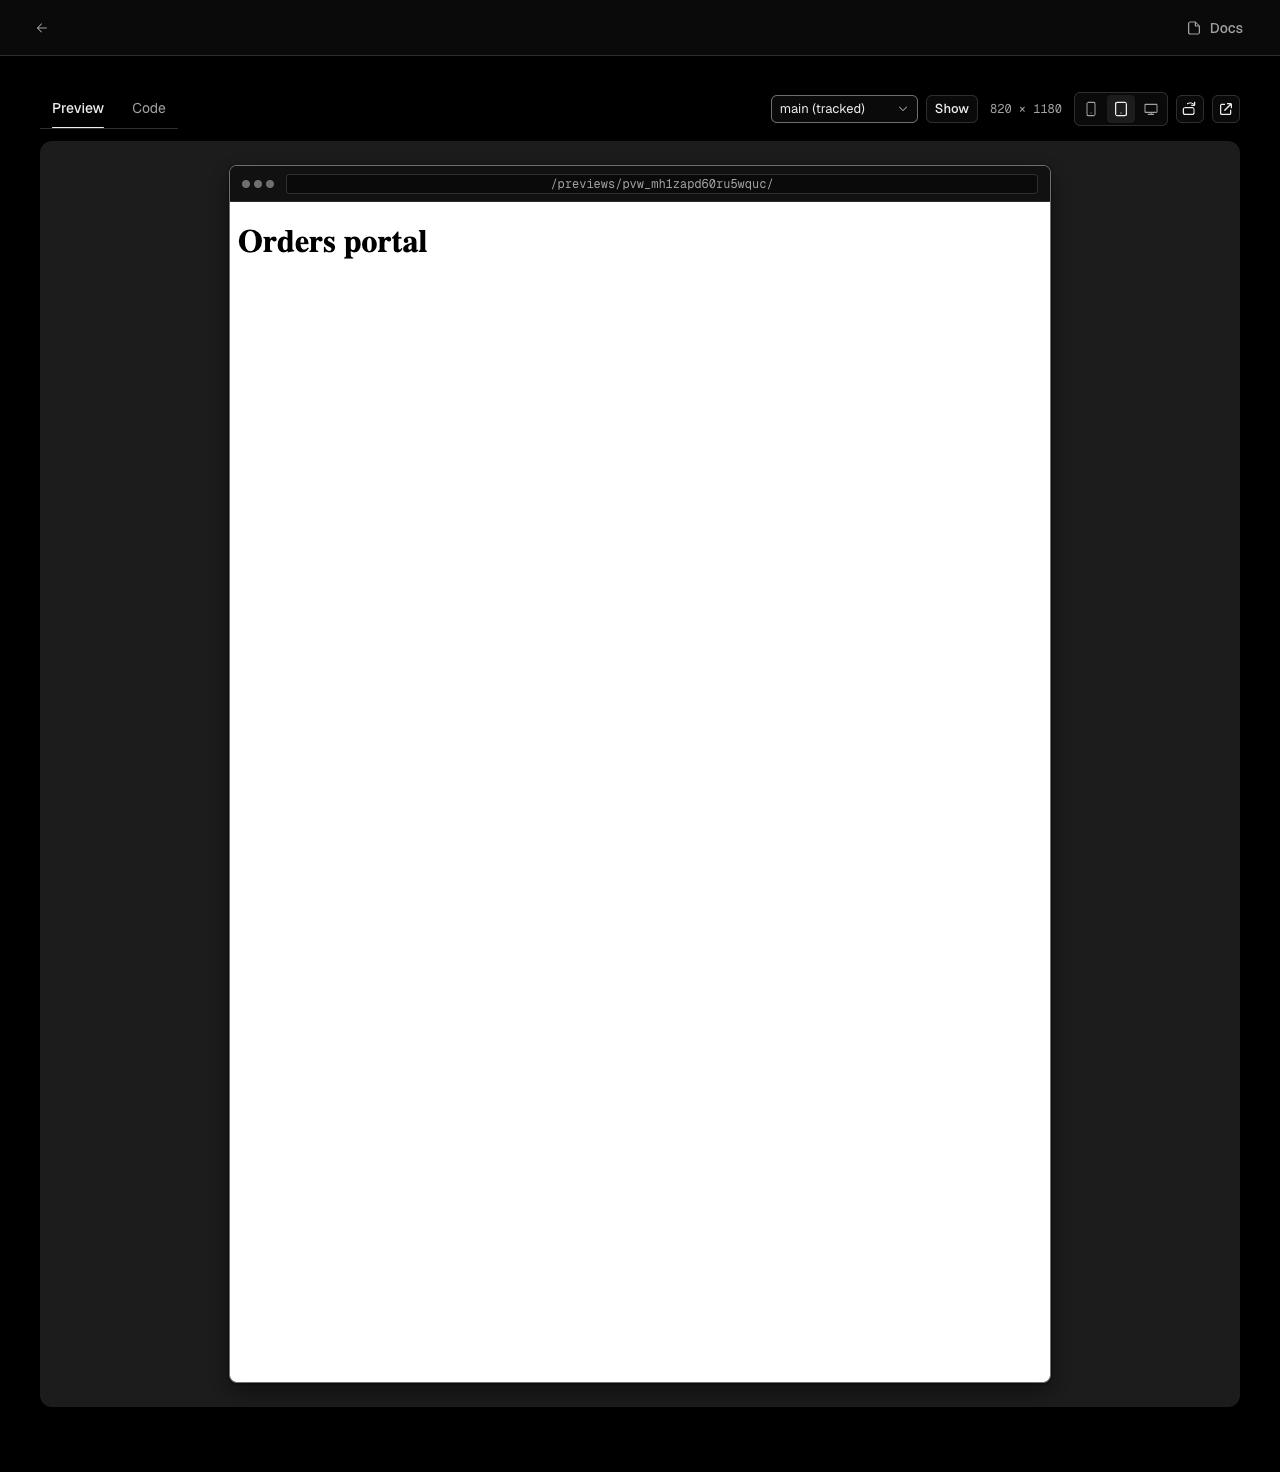 Docs
Preview
Code
main (tracked)
Show
820 × 1180
/previews/pvw_mh1zapd60ru5wquc/
Orders portal